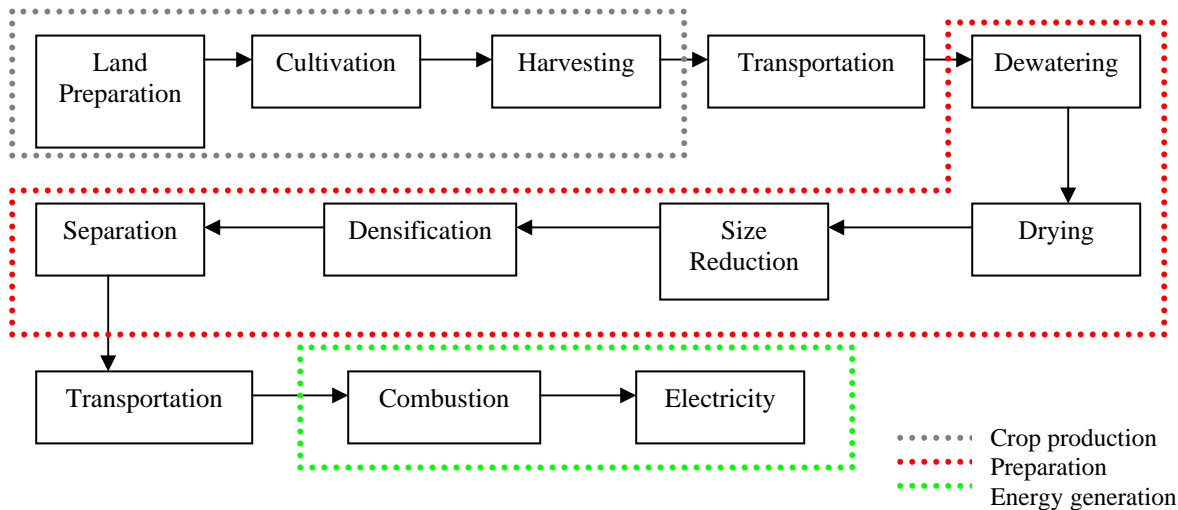 Land
Preparation
Cultivation
Harvesting
Transportation
Dewatering
Separation
Densification
Size
Reduction
Drying
Transportation
Combustion
Electricity
Crop production
Preparation
Energy generation